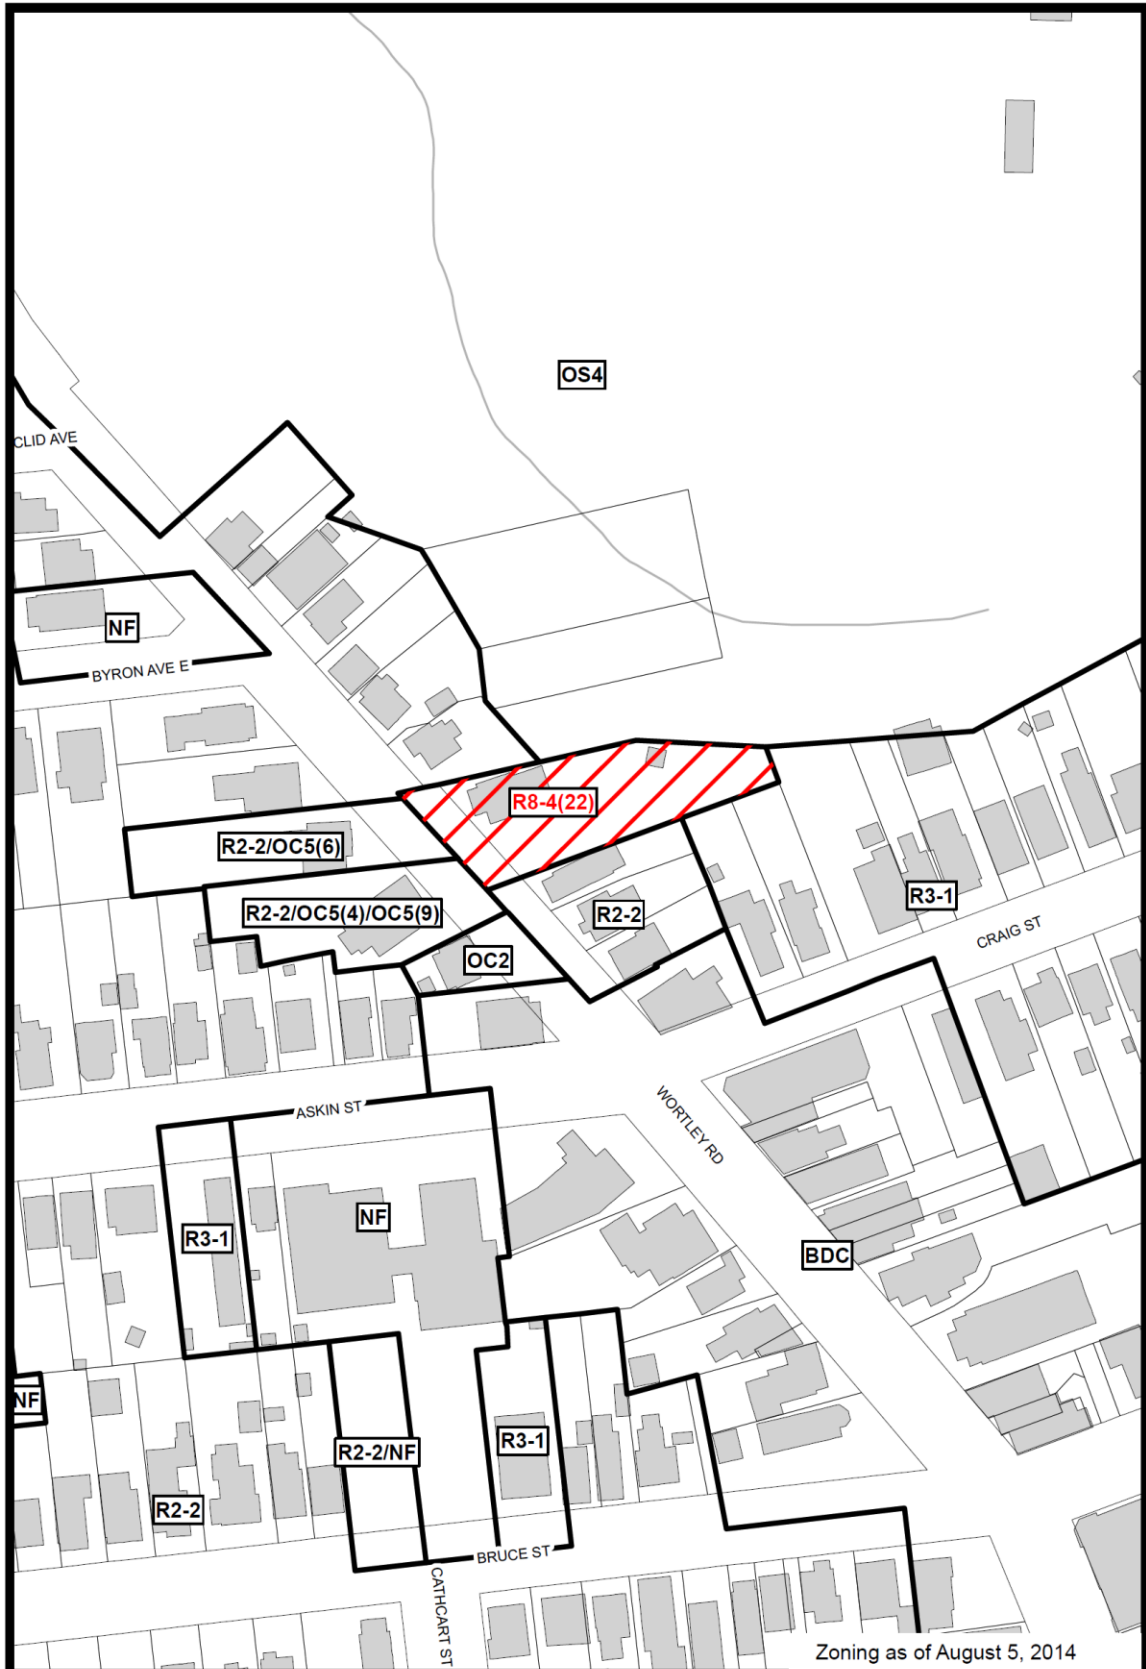 OS4
CLID AVE
NF
BYRON AVE E
R8-4(22)
R2-2/OC5(6)
R2-2/OC5(4)/OC5(9)
R2-2
R3-1
CRAIG ST
OC2
ASKIN ST
WORTLEY RD
NF
R3-1
BDC
NF
R2-2/NF
R3-1
R2-2
BRUCE ST
CATHCART ST
Zoning as of August 5, 2014